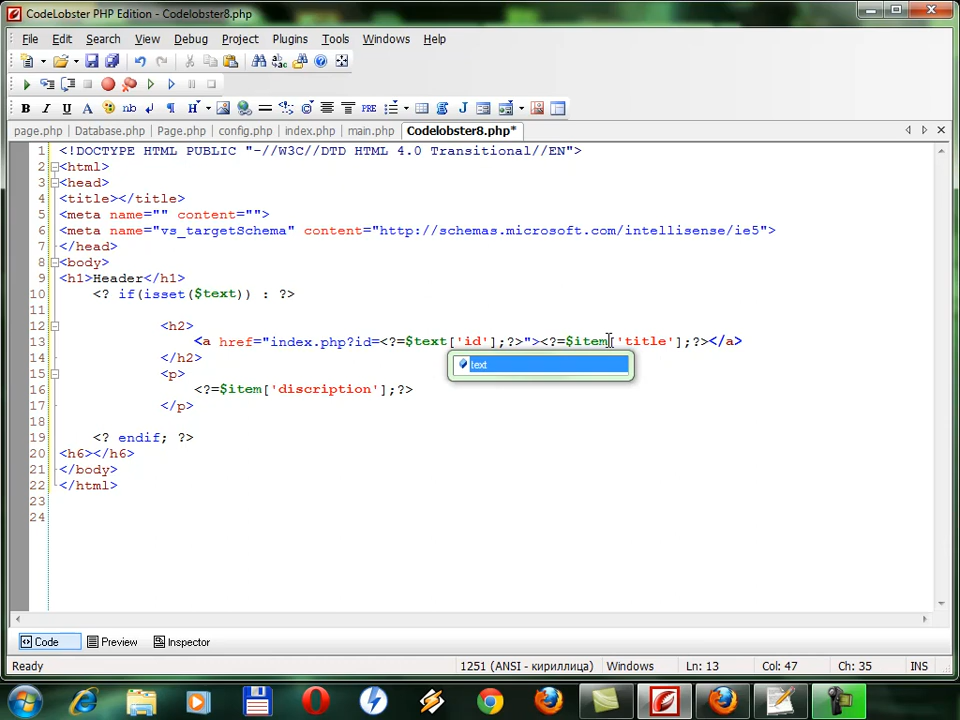 CodeLobster PHP Edition - Codelobster8.php
File Edit Search View Debug Project Plugins Tools Windows Help
B I U A nb ¶ H PRE J
page.php Database.php Page.php config.php index.php main.php Codelobster8.php*
1 <!DOCTYPE HTML PUBLIC "-//W3C//DTD HTML 4.0 Transitional//EN">
2 <html>
3 <head>
4 <title></title>
5 <meta name="" content="">
6 <meta name="vs_targetSchema" content="http://schemas.microsoft.com/intellisense/ie5">
7 </head>
8 <body>
9 <h1>Header</h1>
10 <? if(isset($text)) : ?>
11
12 <h2>
13 <a href="index.php?id=<?=$text['id'];?>"><?=$item['title'];?></a>
text
14 </h2>
15 <p>
16 <?=$item['discription'];?>
17 </p>
18
19 <? endif; ?>
20 <h6></h6>
21 </body>
22 </html>
23
24
Code Preview Inspector
Ready 1251 (ANSI - кириллица) Windows Ln: 13 Col: 47 Ch: 35 INS